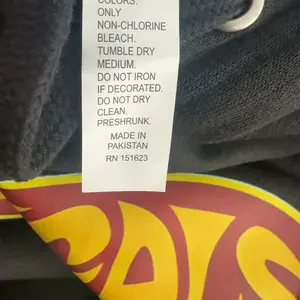 COLORS:
ONLY
NON-CHLORINE
BLEACH.
TUMBLE DRY
MEDIUM.
DO NOT IRON
IF DECORATED.
DO NOT DRY
CLEAN.
PRESHRUNK.
MADE IN
PAKISTAN
RN 151623